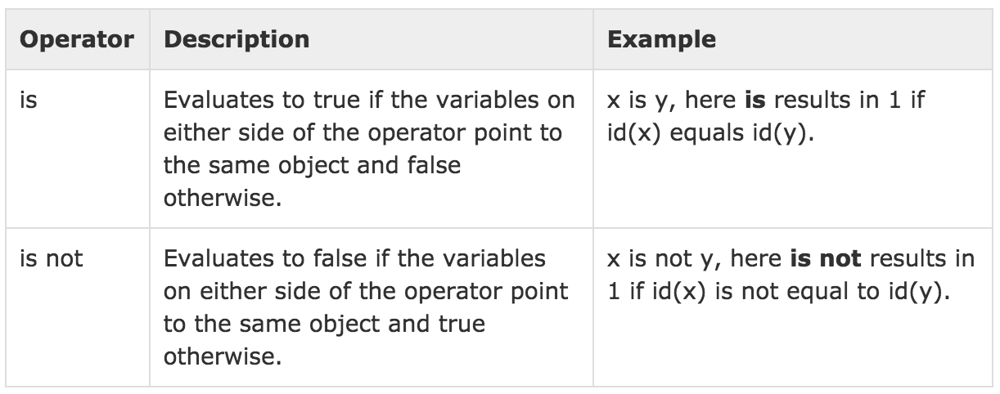 Operator Description Example
is
Evaluates to true if the variables on
either side of the operator point to
the same object and false
otherwise.
x is y, here is results in 1 if
id(x) equals id(y).
is not
Evaluates to false if the variables
on either side of the operator point
to the same object and true
otherwise.
x is not y, here is not results in
1 if id(x) is not equal to id(y).